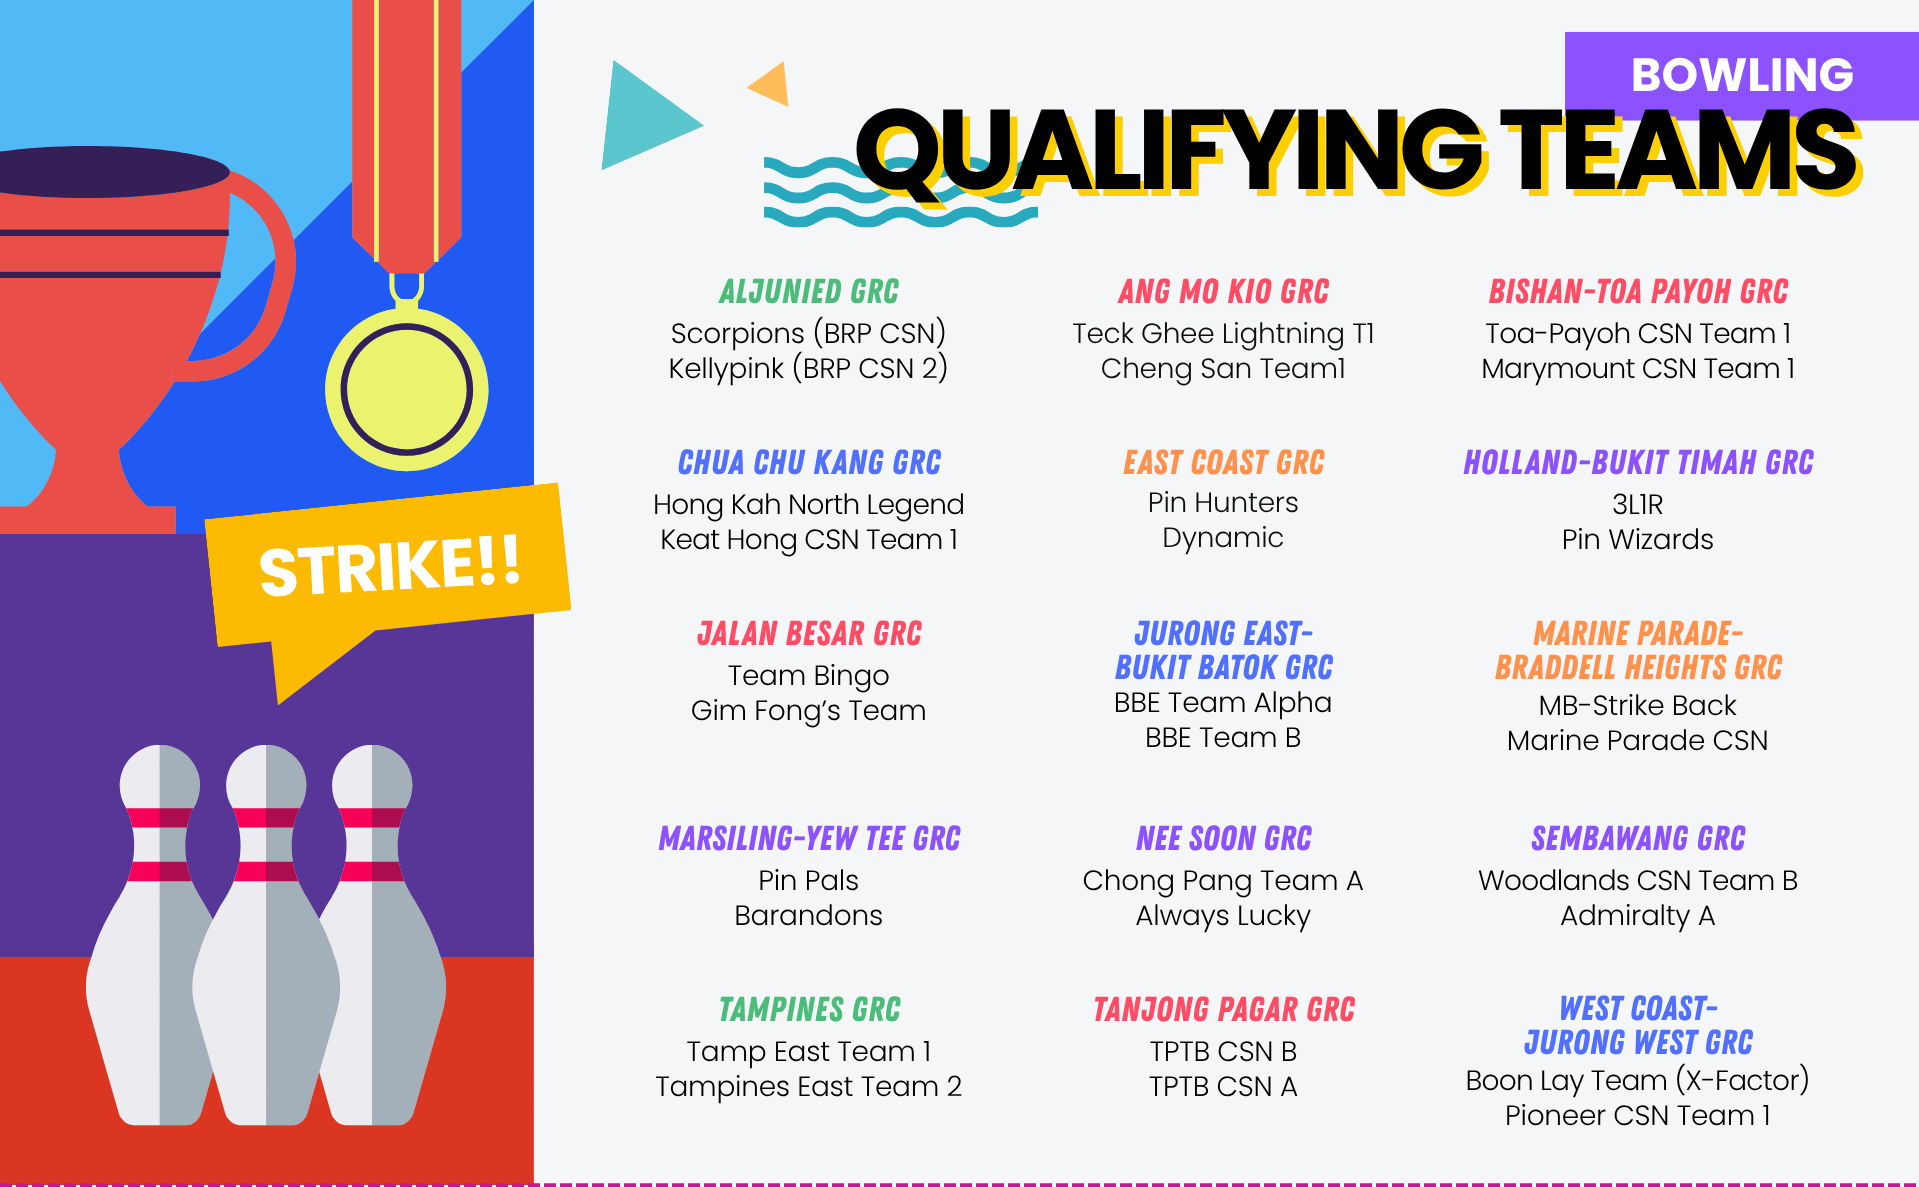 BOWLING
QUALIFYING TEAMS
STRIKE!!
ALJUNIED GRC
Scorpions (BRP CSN)
Kellypink (BRP CSN 2)
ANG MO KIO GRC
Teck Ghee Lightning T1
Cheng San Team1
BISHAN-TOA PAYOH GRC
Toa-Payoh CSN Team 1
Marymount CSN Team 1
CHUA CHU KANG GRC
Hong Kah North Legend
Keat Hong CSN Team 1
EAST COAST GRC
Pin Hunters
Dynamic
HOLLAND-BUKIT TIMAH GRC
3L1R
Pin Wizards
JALAN BESAR GRC
Team Bingo
Gim Fong’s Team
JURONG EAST-
BUKIT BATOK GRC
BBE Team Alpha
BBE Team B
MARINE PARADE-
BRADDELL HEIGHTS GRC
MB-Strike Back
Marine Parade CSN
MARSILING-YEW TEE GRC
Pin Pals
Barandons
NEE SOON GRC
Chong Pang Team A
Always Lucky
SEMBAWANG GRC
Woodlands CSN Team B
Admiralty A
TAMPINES GRC
Tamp East Team 1
Tampines East Team 2
TANJONG PAGAR GRC
TPTB CSN B
TPTB CSN A
WEST COAST-
JURONG WEST GRC
Boon Lay Team (X-Factor)
Pioneer CSN Team 1